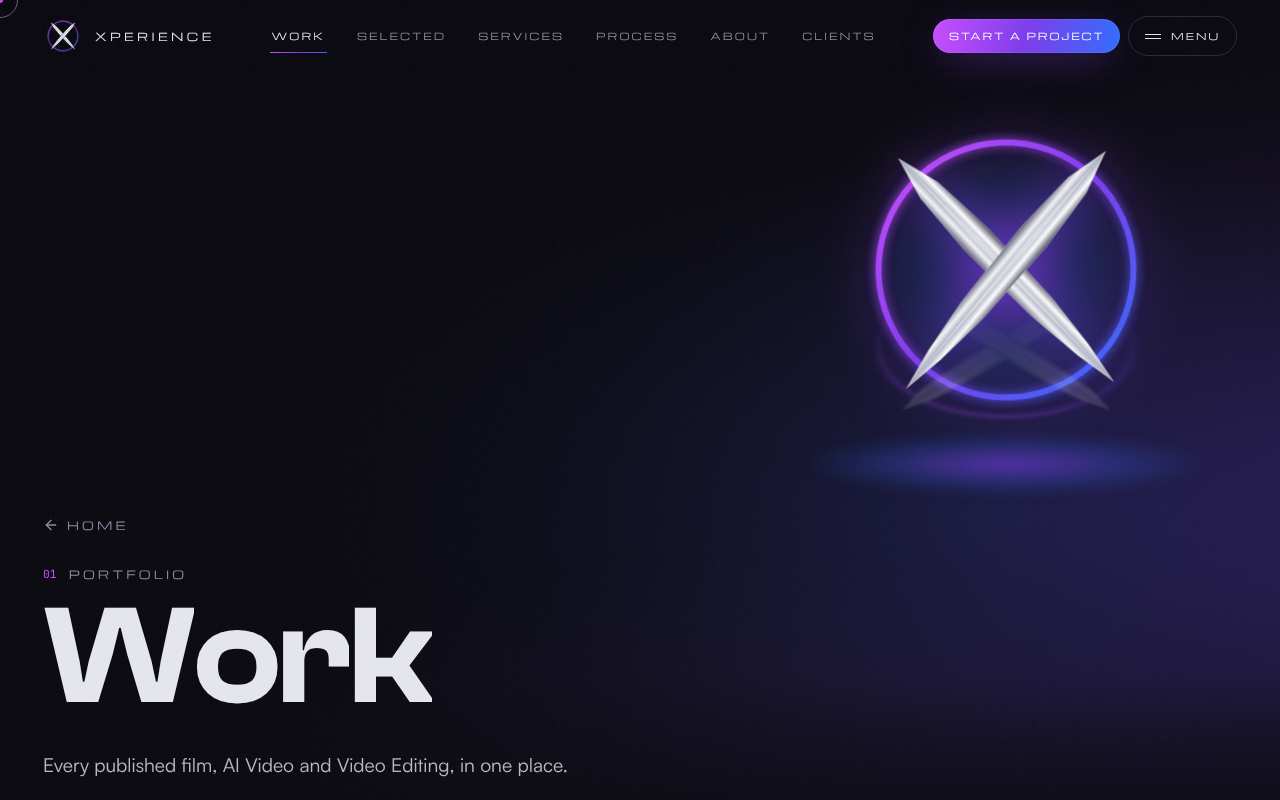 XPERIENCE
WORK
SELECTED
SERVICES
PROCESS
ABOUT
CLIENTS
START A PROJECT
MENU
HOME
01 PORTFOLIO
Work
Every published film, AI Video and Video Editing, in one place.